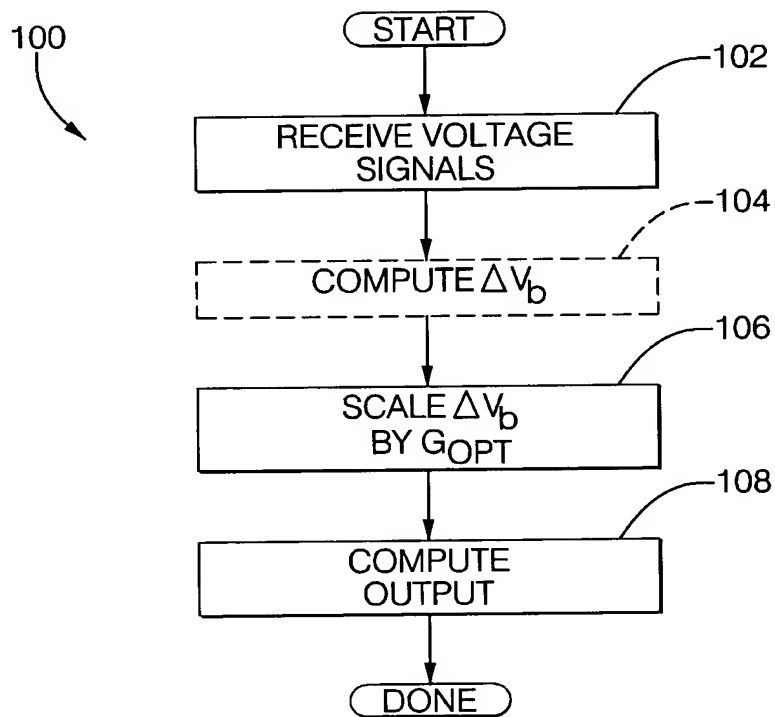 100
START
102
RECEIVE VOLTAGE
SIGNALS
104
COMPUTE ΔVb
106
SCALE ΔVb
BY GOPT
108
COMPUTE
OUTPUT
DONE